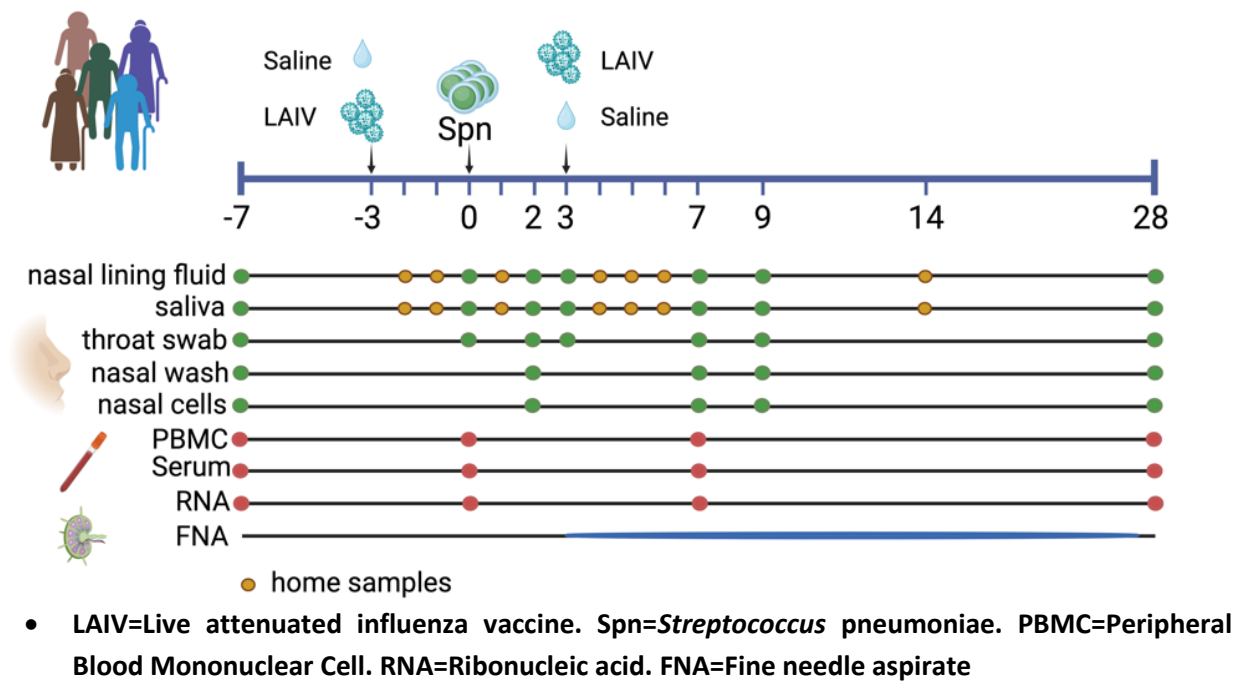 Saline
LAIV
LAIV
Saline
Spn
-7 -3 0 2 3 7 9 14 28
nasal lining fluid
saliva
throat swab
nasal wash
nasal cells
PBMC
Serum
RNA
FNA
home samples
• LAIV=Live attenuated influenza vaccine. Spn=Streptococcus pneumoniae. PBMC=Peripheral
Blood Mononuclear Cell. RNA=Ribonucleic acid. FNA=Fine needle aspirate